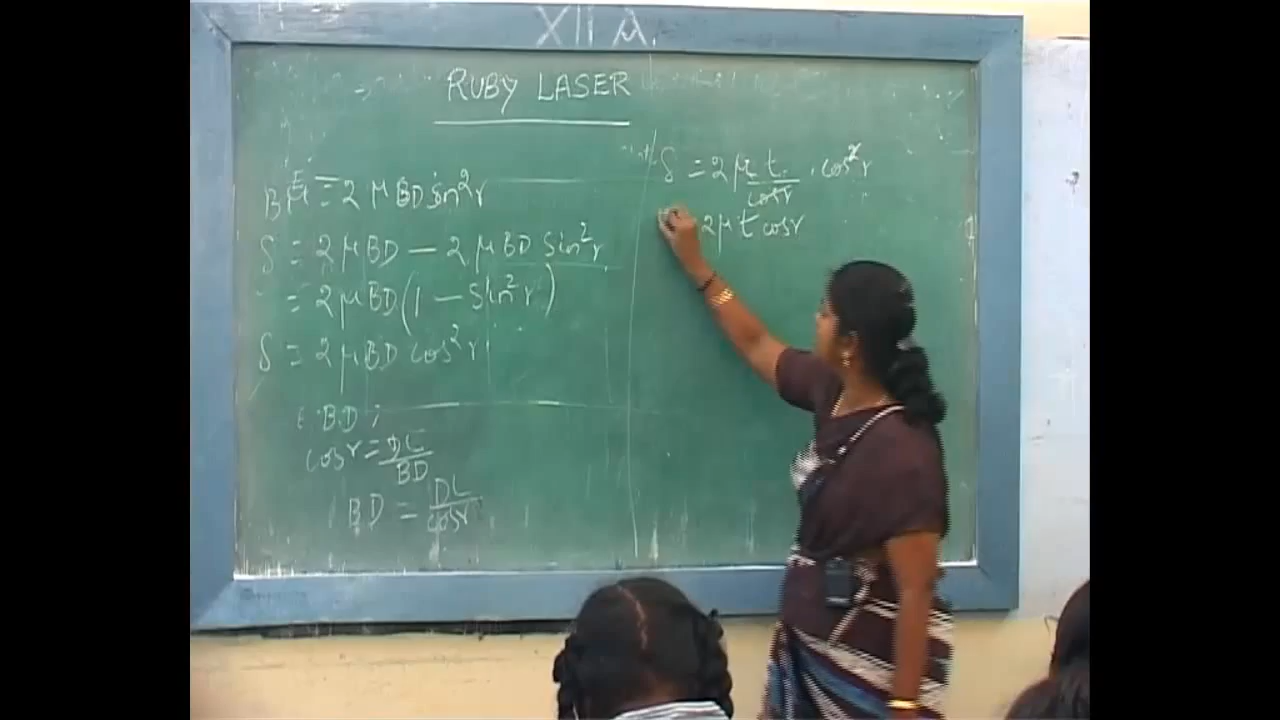 XII A.
RUBY LASER
BM = 2 μ BD sin²r
δ = 2 μ BD − 2 μ BD sin²r
= 2 μ BD (1 − sin²r)
δ = 2 μ BD cos²r
BD ;
cos r = DL/BD
BD = DL/cos r
δ = 2 μ t/cos r . cos²r
2 μ t cos r